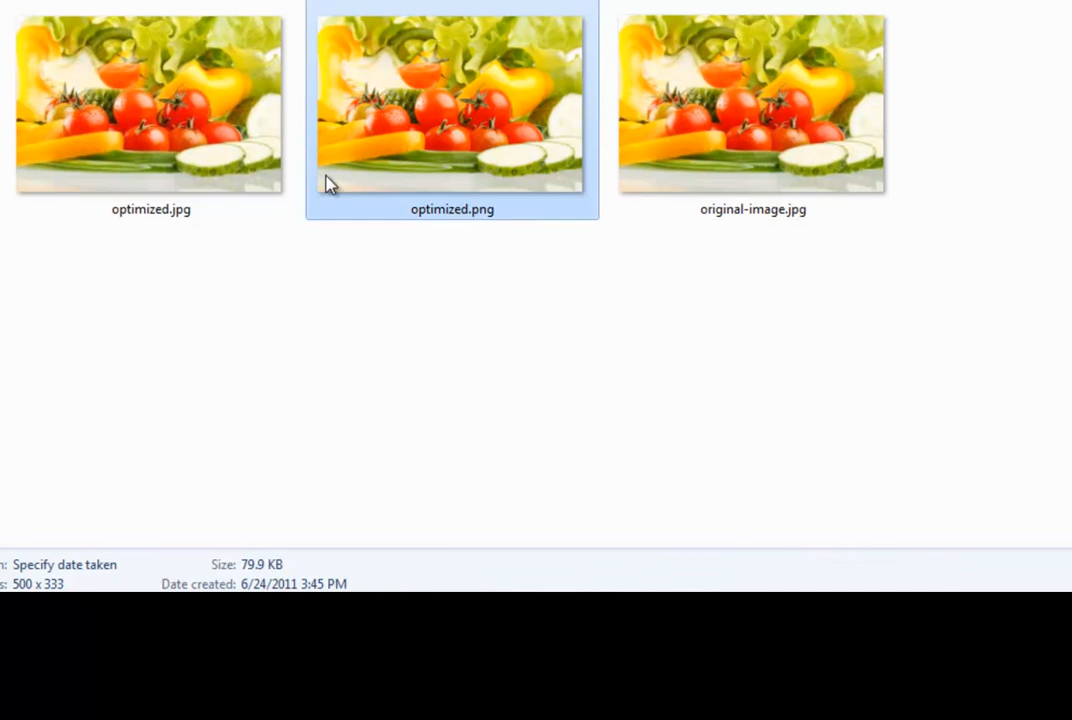 optimized.jpg optimized.png original-image.jpg
Specify date taken Size: 79.9 KB
500 x 333 Date created: 6/24/2011 3:45 PM